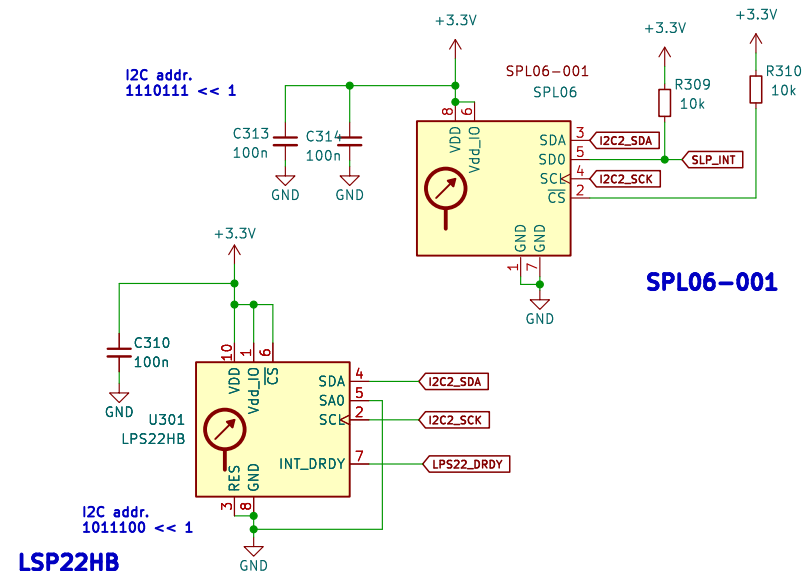 +3.3V
+3.3V
+3.3V
I2C addr.
1110111 << 1
SPL06-001
SPL06
R309
10k
R310
10k
C313
100n
C314
100n
GND
GND
8
6
VDD
Vdd_IO
SDA
3
I2C2_SDA
SDO
5
SLP_INT
SCL
4
I2C2_SCK
CS
2
GND
GND
1
7
GND
SPL06-001
+3.3V
C310
100n
GND
10
1
6
VDD
Vdd_IO
CS
U301
LPS22HB
SDA
4
I2C2_SDA
SA0
5
SCL
2
I2C2_SCK
INT_DRDY
7
LPS22_DRDY
RES
GND
3
8
GND
I2C addr.
1011100 << 1
LSP22HB